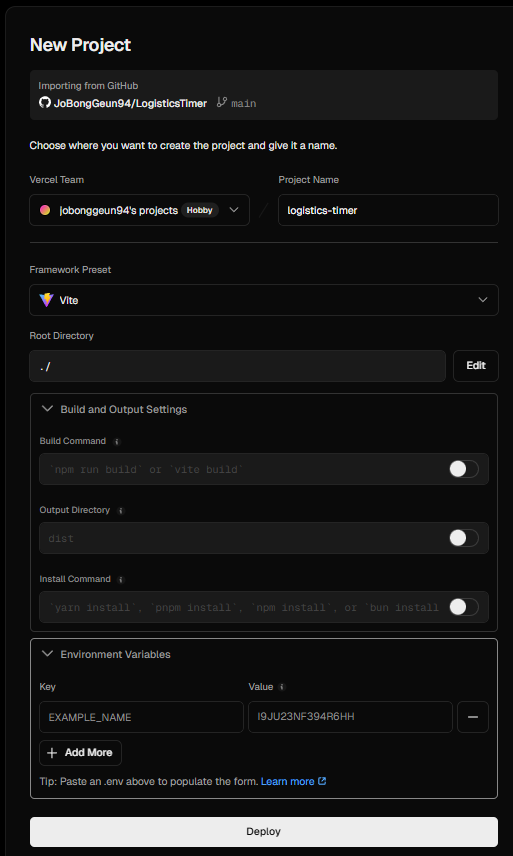 New Project
Importing from GitHub
JoBongGeun94/LogisticsTimer main
Choose where you want to create the project and give it a name.
Vercel Team
Project Name
jobonggeun94's projects Hobby
/
logistics-timer
Framework Preset
Vite
Root Directory
./
Edit
Build and Output Settings
Build Command
`npm run build` or `vite build`
Output Directory
dist
Install Command
`yarn install`, `pnpm install`, `npm install`, or `bun install
Environment Variables
Key
Value
EXAMPLE_NAME
I9JU23NF394R6HH
Add More
Tip: Paste an .env above to populate the form. Learn more
Deploy